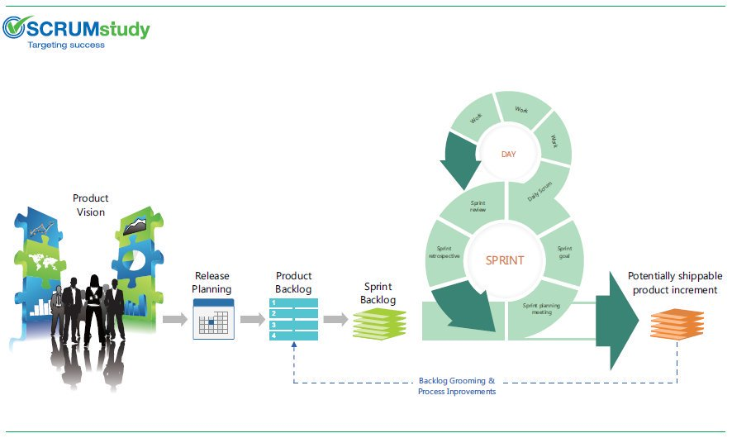 SCRUMstudy
Targeting success
Product
Vision
Release
Planning
Product
Backlog
1
2
3
4
Sprint
Backlog
Work
Work
Work
DAY
Daily Scrum
Sprint
review
Sprint
retrospective
SPRINT
Sprint
goal
Sprint planning
meeting
Potentially shippable
product increment
Backlog Grooming &
Process Inprovements